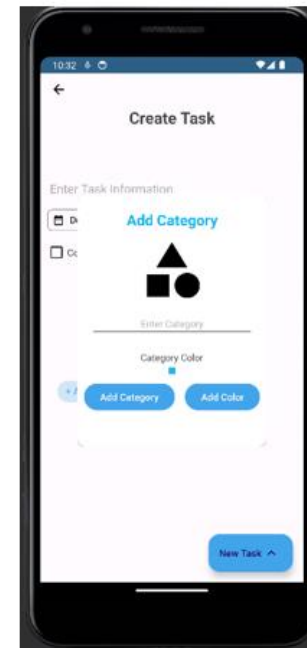 10:32
Create Task
Enter Task Information
Add Category
Enter Category
Category Color
Add Category Add Color
New Task